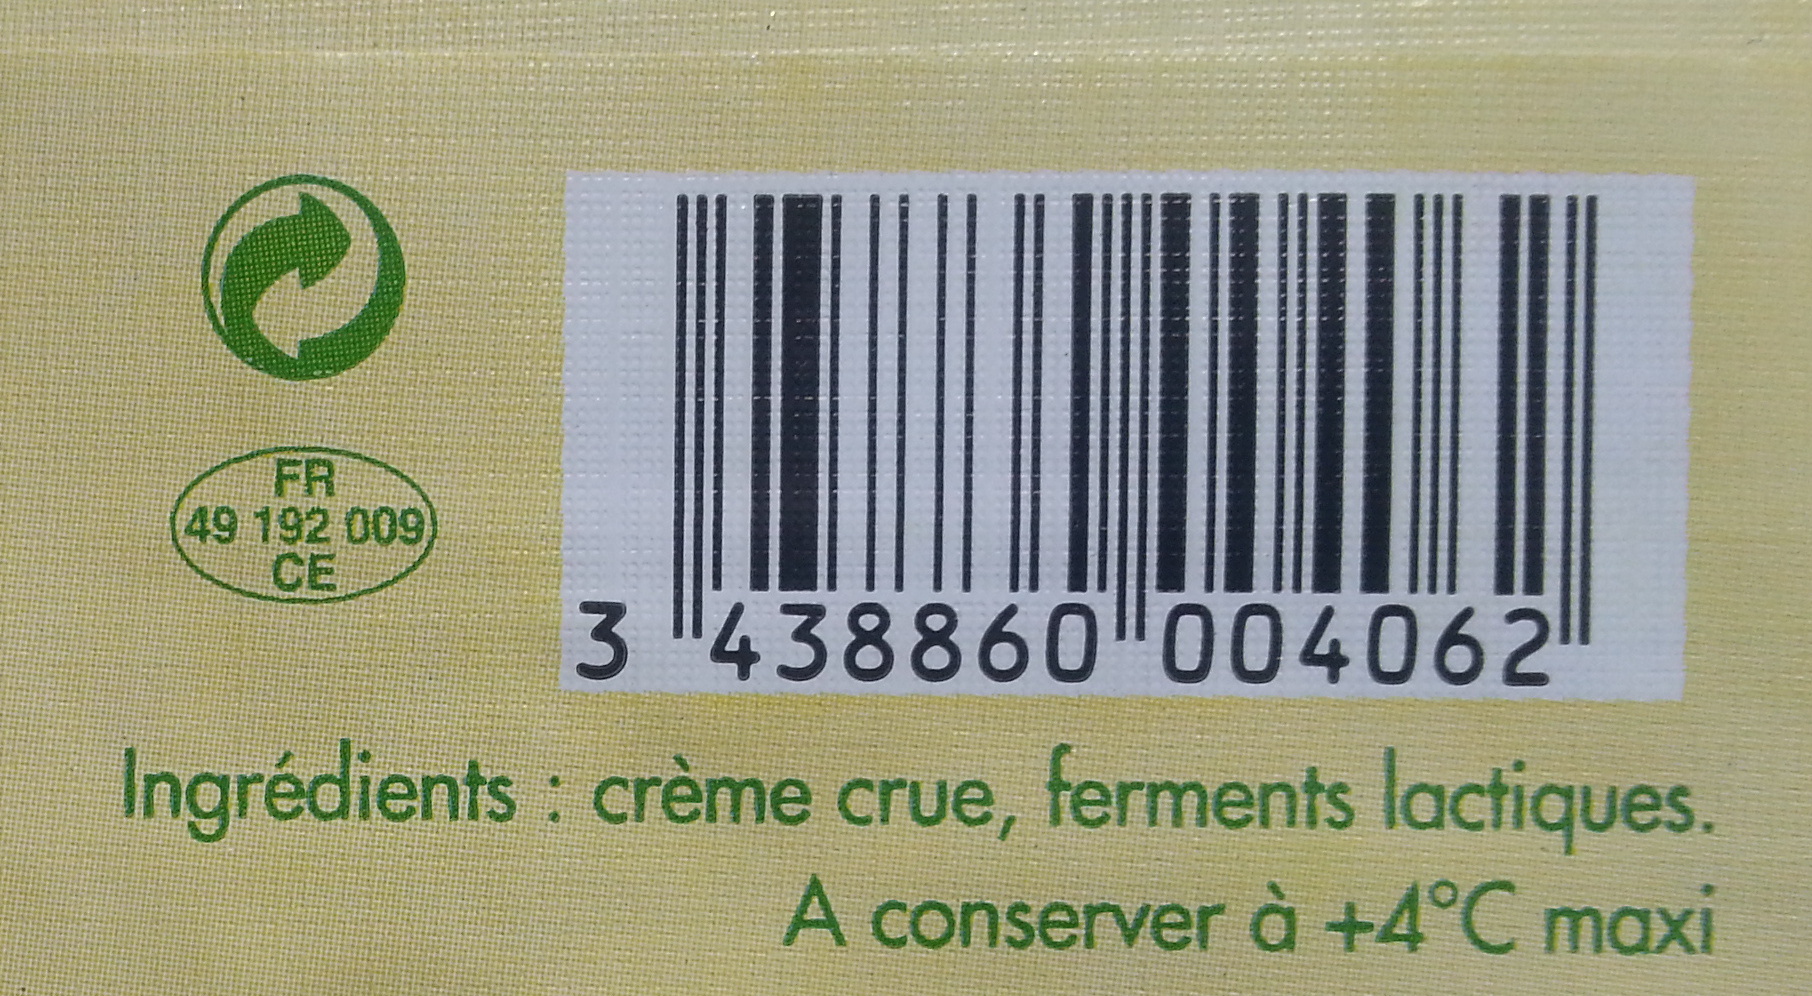 FR
49 192 009
CE
3 438860 004062
Ingrédients : crème crue, ferments lactiques.
A conserver à +4°C maxi